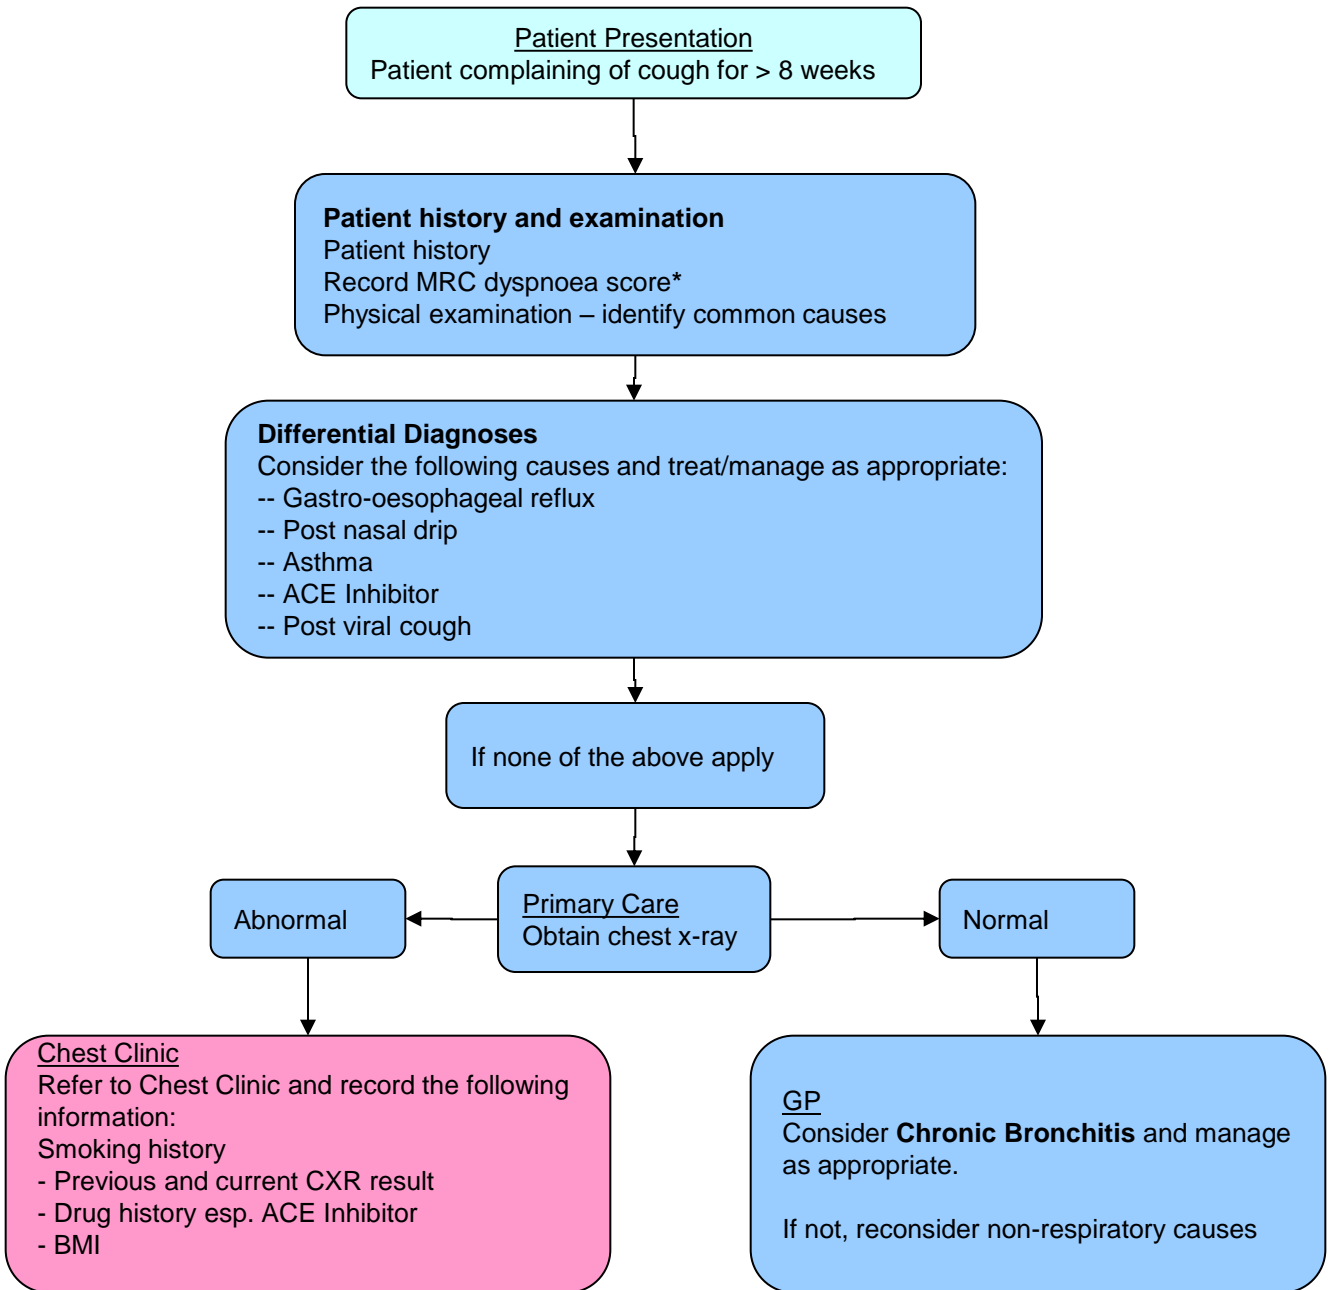 Patient Presentation
Patient complaining of cough for > 8 weeks
Patient history and examination
Patient history
Record MRC dyspnoea score*
Physical examination – identify common causes
Differential Diagnoses
Consider the following causes and treat/manage as appropriate:
-- Gastro-oesophageal reflux
-- Post nasal drip
-- Asthma
-- ACE Inhibitor
-- Post viral cough
If none of the above apply
Abnormal
Primary Care
Obtain chest x-ray
Normal
Chest Clinic
Refer to Chest Clinic and record the following
information:
Smoking history
- Previous and current CXR result
- Drug history esp. ACE Inhibitor
- BMI
GP
Consider Chronic Bronchitis and manage
as appropriate.
If not, reconsider non-respiratory causes